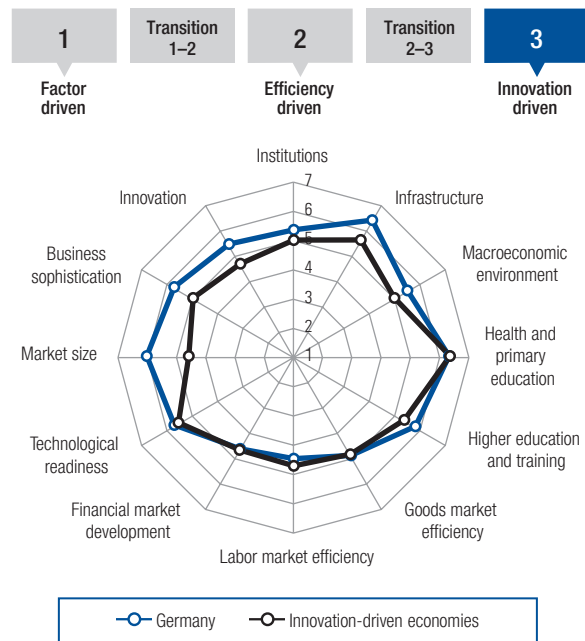 1
Transition
1–2
2
Transition
2–3
3
Factor
driven
Efficiency
driven
Innovation
driven
Institutions
7
6
5
4
3
2
1
Innovation
Infrastructure
Business
sophistication
Macroeconomic
environment
Market size
Health and
primary
education
Technological
readiness
Higher education
and training
Financial market
development
Goods market
efficiency
Labor market efficiency
Germany
Innovation-driven economies